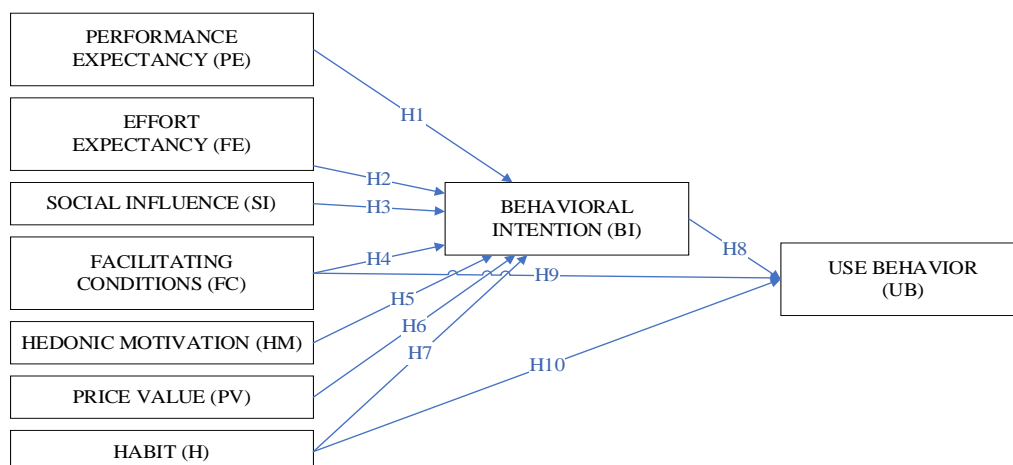 PERFORMANCE
EXPECTANCY (PE)
H1
EFFORT
EXPECTANCY (FE)
H2
SOCIAL INFLUENCE (SI)
H3
BEHAVIORAL
INTENTION (BI)
H8
FACILITATING
CONDITIONS (FC)
H4
H9
USE BEHAVIOR
(UB)
HEDONIC MOTIVATION (HM)
H5
H6
H7
H10
PRICE VALUE (PV)
HABIT (H)